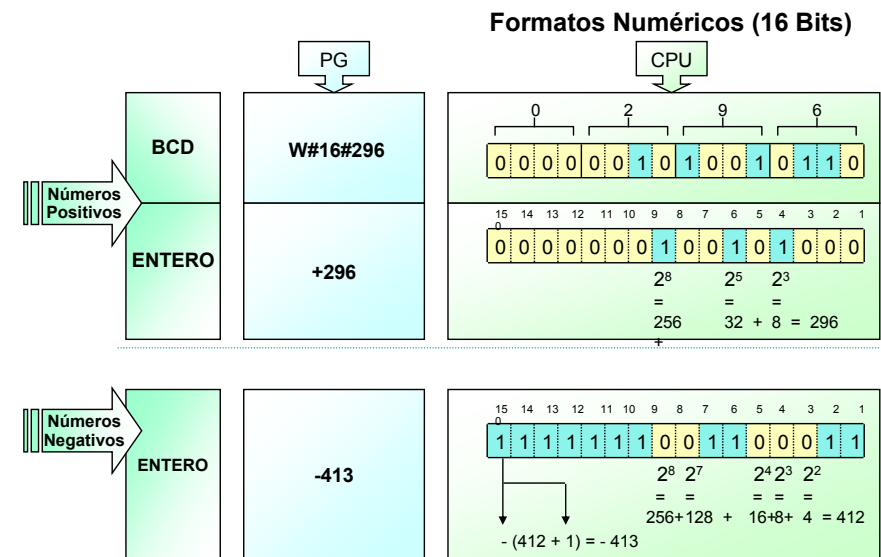 Formatos Numéricos (16 Bits)
PG
CPU
Números
Positivos
BCD
W#16#296
0 2 9 6
0 0 0 0 0 0 1 0 1 0 0 1 0 1 1 0
ENTERO
+296
15 14 13 12 11 10 9 8 7 6 5 4 3 2 1
0
0 0 0 0 0 0 0 1 0 0 1 0 1 0 0 0
2⁸ 2⁵ 2³
= = =
256 32 + 8 = 296
+
Números
Negativos
ENTERO
-413
15 14 13 12 11 10 9 8 7 6 5 4 3 2 1
0
1 1 1 1 1 1 1 0 0 1 1 0 0 0 1 1
2⁸ 2⁷ 2⁴ 2³ 2²
= = = = =
256+128 + 16+8+ 4 = 412
- (412 + 1) = - 413